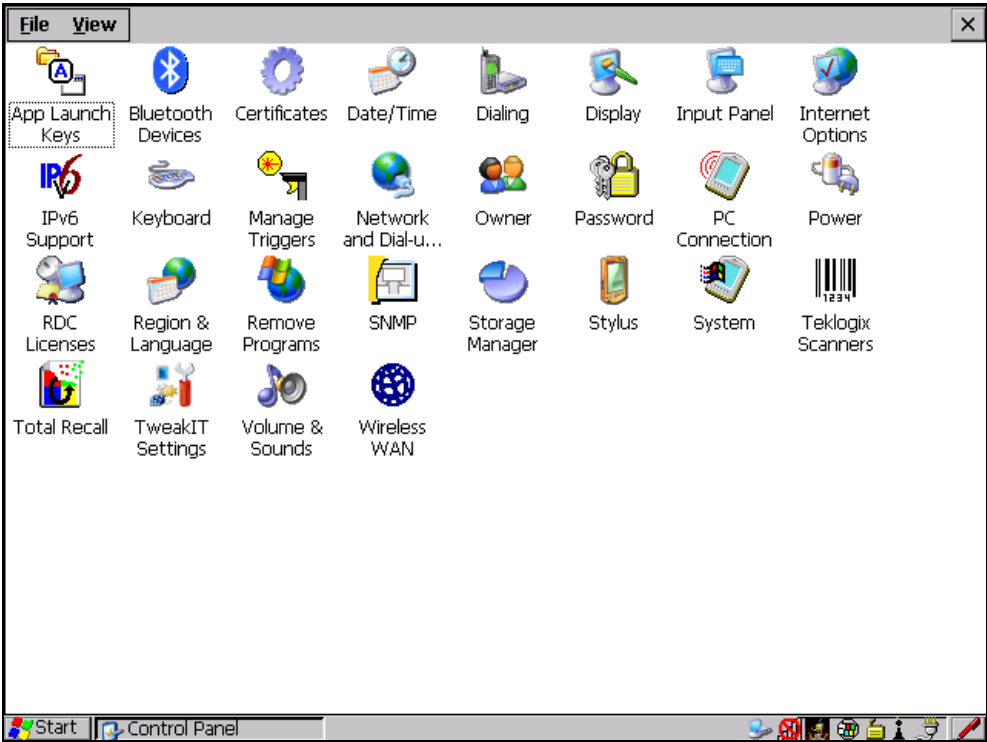 File View
App Launch Keys
Bluetooth Devices
Certificates
Date/Time
Dialing
Display
Input Panel
Internet Options
IPv6 Support
Keyboard
Manage Triggers
Network and Dial-u...
Owner
Password
PC Connection
Power
RDC Licenses
Region & Language
Remove Programs
SNMP
Storage Manager
Stylus
System
Teklogix Scanners
Total Recall
TweakIT Settings
Volume & Sounds
Wireless WAN
Start Control Panel